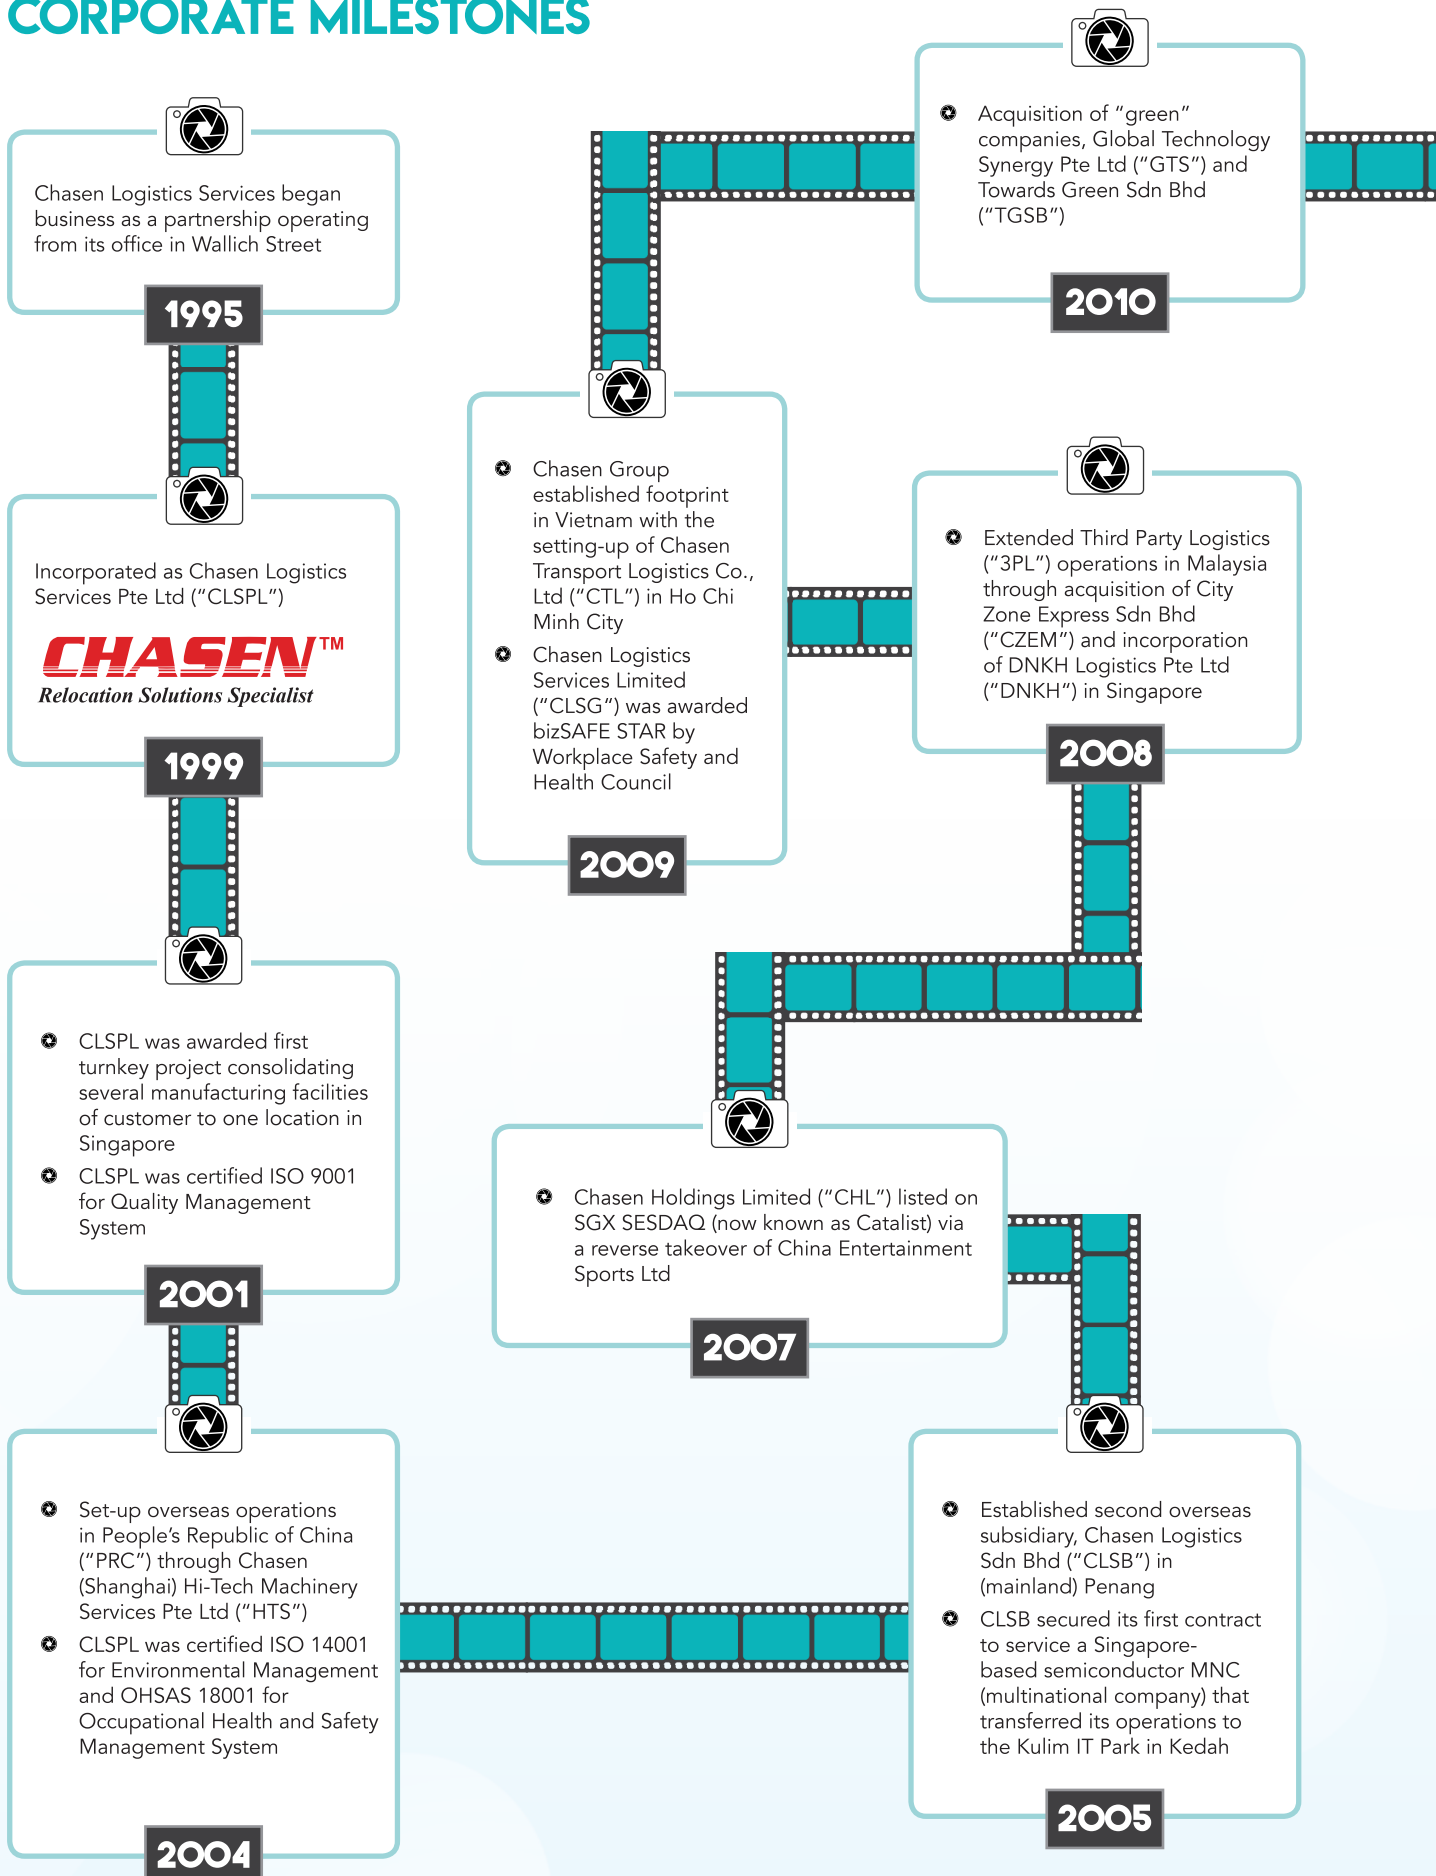 CORPORATE MILESTONES
Chasen Logistics Services began
business as a partnership operating
from its office in Wallich Street
1995
Incorporated as Chasen Logistics
Services Pte Ltd (“CLSPL”)
CHASEN™
Relocation Solutions Specialist
1999
CLSPL was awarded first
turnkey project consolidating
several manufacturing facilities
of customer to one location in
Singapore
CLSPL was certified ISO 9001
for Quality Management
System
2001
Set-up overseas operations
in People’s Republic of China
(“PRC”) through Chasen
(Shanghai) Hi-Tech Machinery
Services Pte Ltd (“HTS”)
CLSPL was certified ISO 14001
for Environmental Management
and OHSAS 18001 for
Occupational Health and Safety
Management System
2004
Established second overseas
subsidiary, Chasen Logistics
Sdn Bhd (“CLSB”) in
(mainland) Penang
CLSB secured its first contract
to service a Singapore-
based semiconductor MNC
(multinational company) that
transferred its operations to
the Kulim IT Park in Kedah
2005
Chasen Holdings Limited (“CHL”) listed on
SGX SESDAQ (now known as Catalist) via
a reverse takeover of China Entertainment
Sports Ltd
2007
Extended Third Party Logistics
(“3PL”) operations in Malaysia
through acquisition of City
Zone Express Sdn Bhd
(“CZEM”) and incorporation
of DNKH Logistics Pte Ltd
(“DNKH“) in Singapore
2008
Chasen Group
established footprint
in Vietnam with the
setting-up of Chasen
Transport Logistics Co.,
Ltd (“CTL”) in Ho Chi
Minh City
Chasen Logistics
Services Limited
(“CLSG“) was awarded
bizSAFE STAR by
Workplace Safety and
Health Council
2009
Acquisition of “green”
companies, Global Technology
Synergy Pte Ltd (“GTS”) and
Towards Green Sdn Bhd
(“TGSB”)
2010